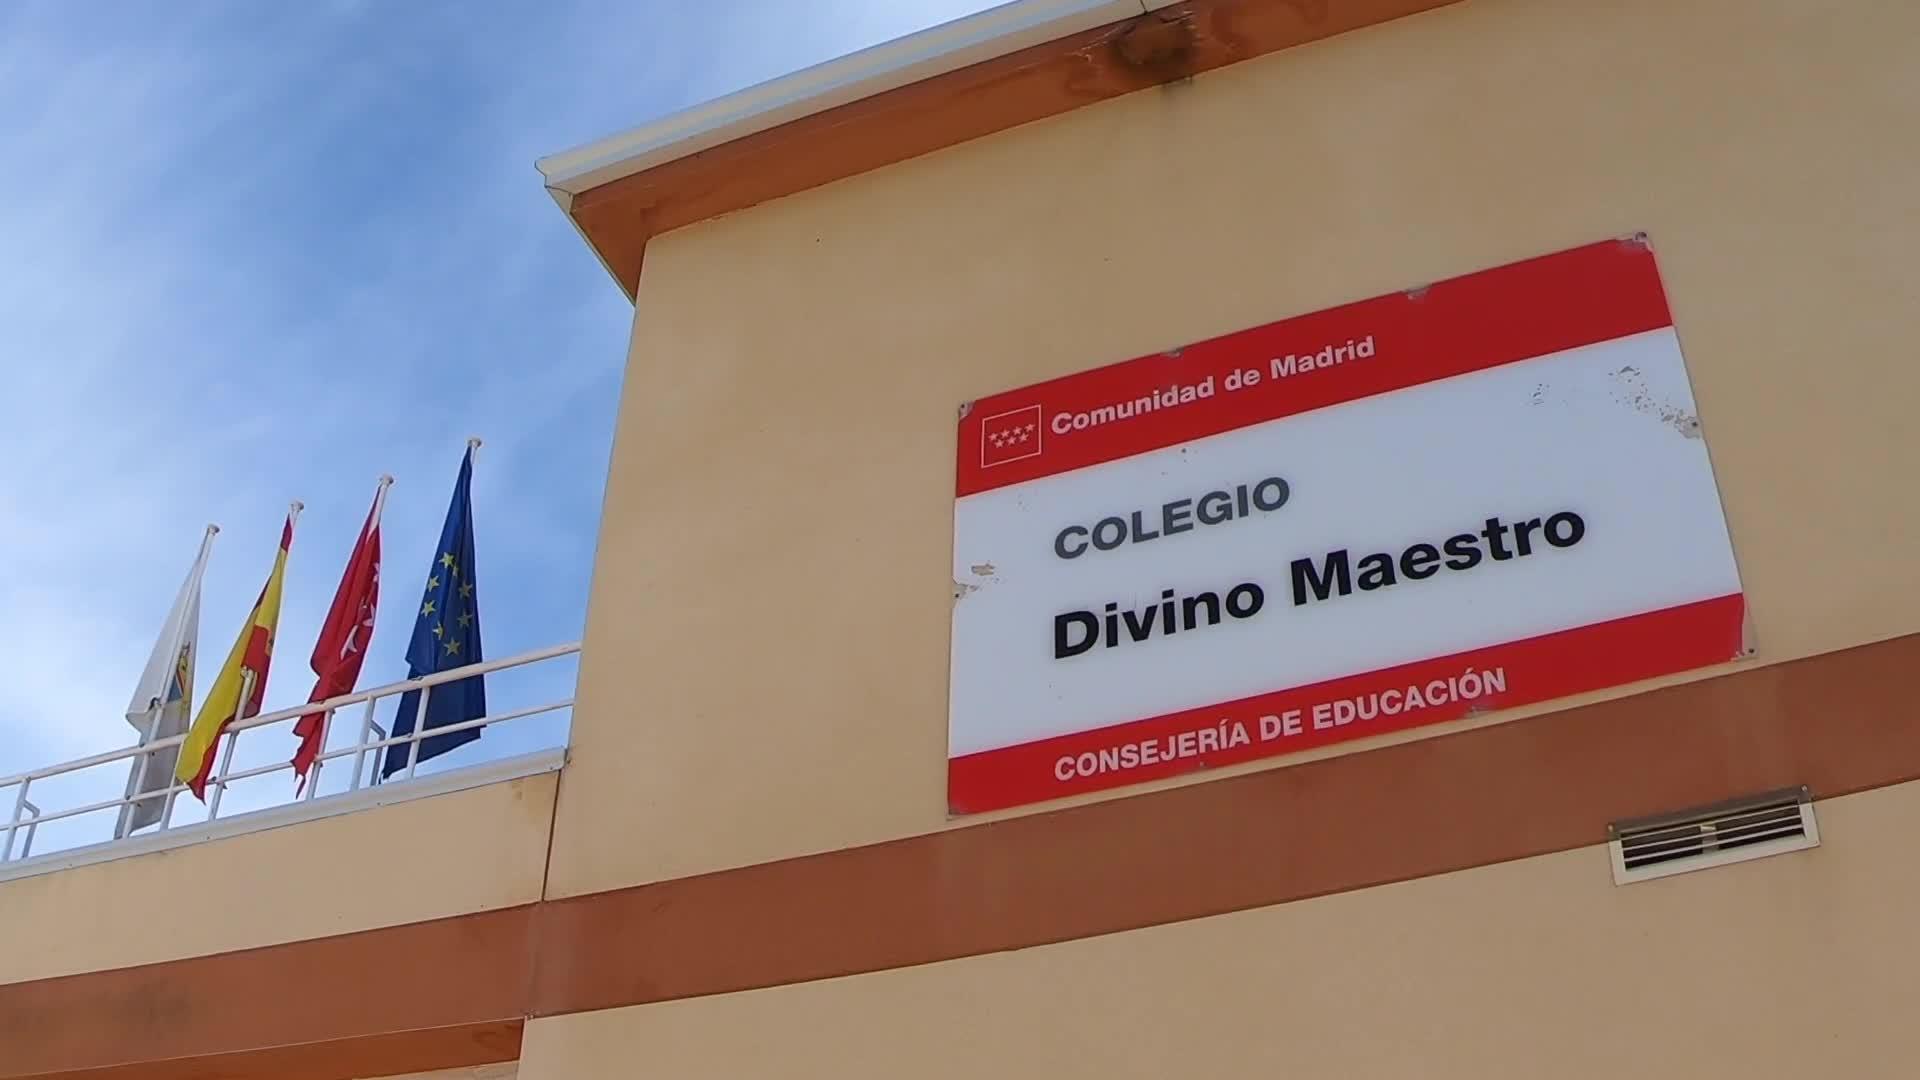 Comunidad de Madrid
COLEGIO
Divino Maestro
CONSEJERÍA DE EDUCACIÓN